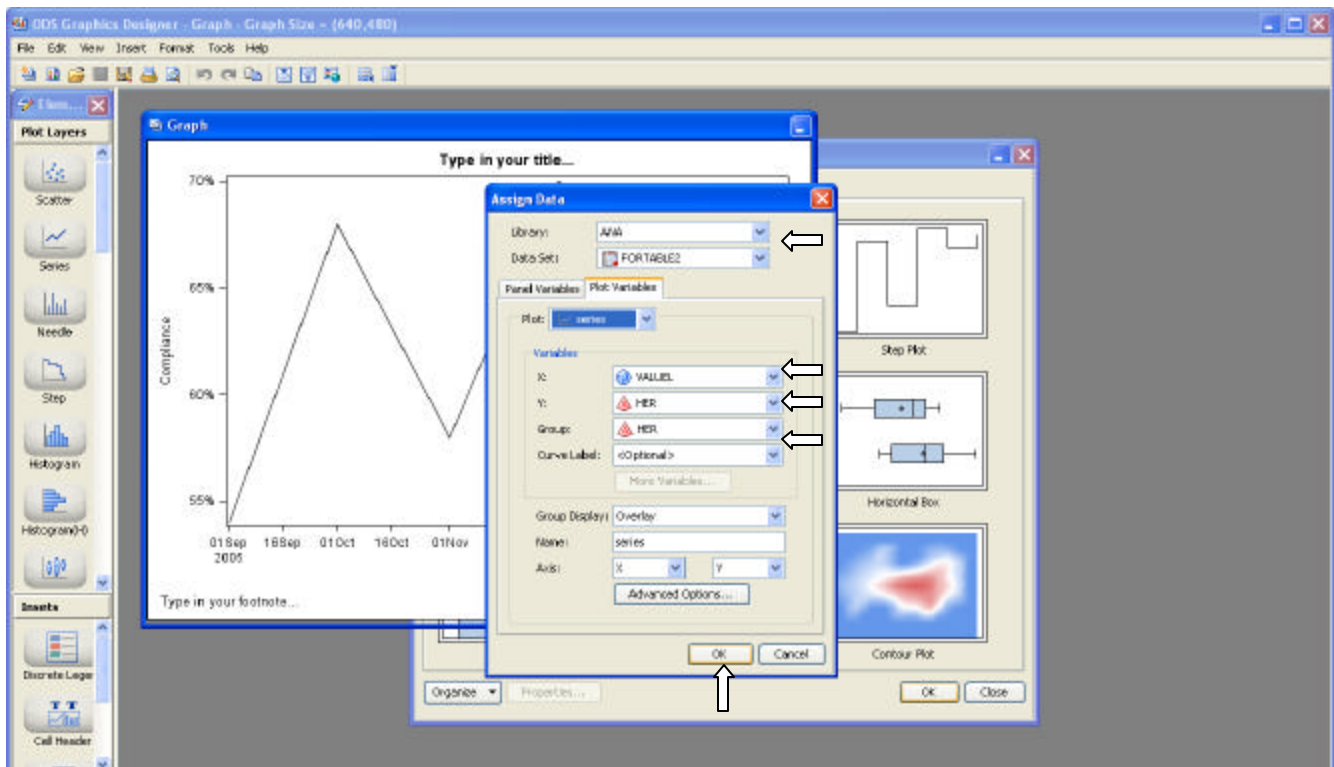 ODS Graphics Designer - Graph - Graph Size = (640,480)
File Edit View Insert Format Tools Help
Elem...
Plot Layers
Scatter
Series
Needle
Step
Histogram
Inserts
Cell Header
Graph
Type in your title...
70%
65%
60%
55%
Compliance
01Sep 16Sep 01Oct 16Oct 01Nov
2005
Type in your footnote...
Assign Data
Library: ANA
Data Set: FORTABLE2
Panel Variables Plot Variables
Plot: series
Variables
X: VALUE1
Y: HER
Group: HER
Curve Label: <Optional>
More Variables...
Group Display: Overlay
Name: series
Axis: X Y
Advanced Options...
OK Cancel
Step Plot
Horizontal Box
Contour Plot
Organize Properties...
OK Close